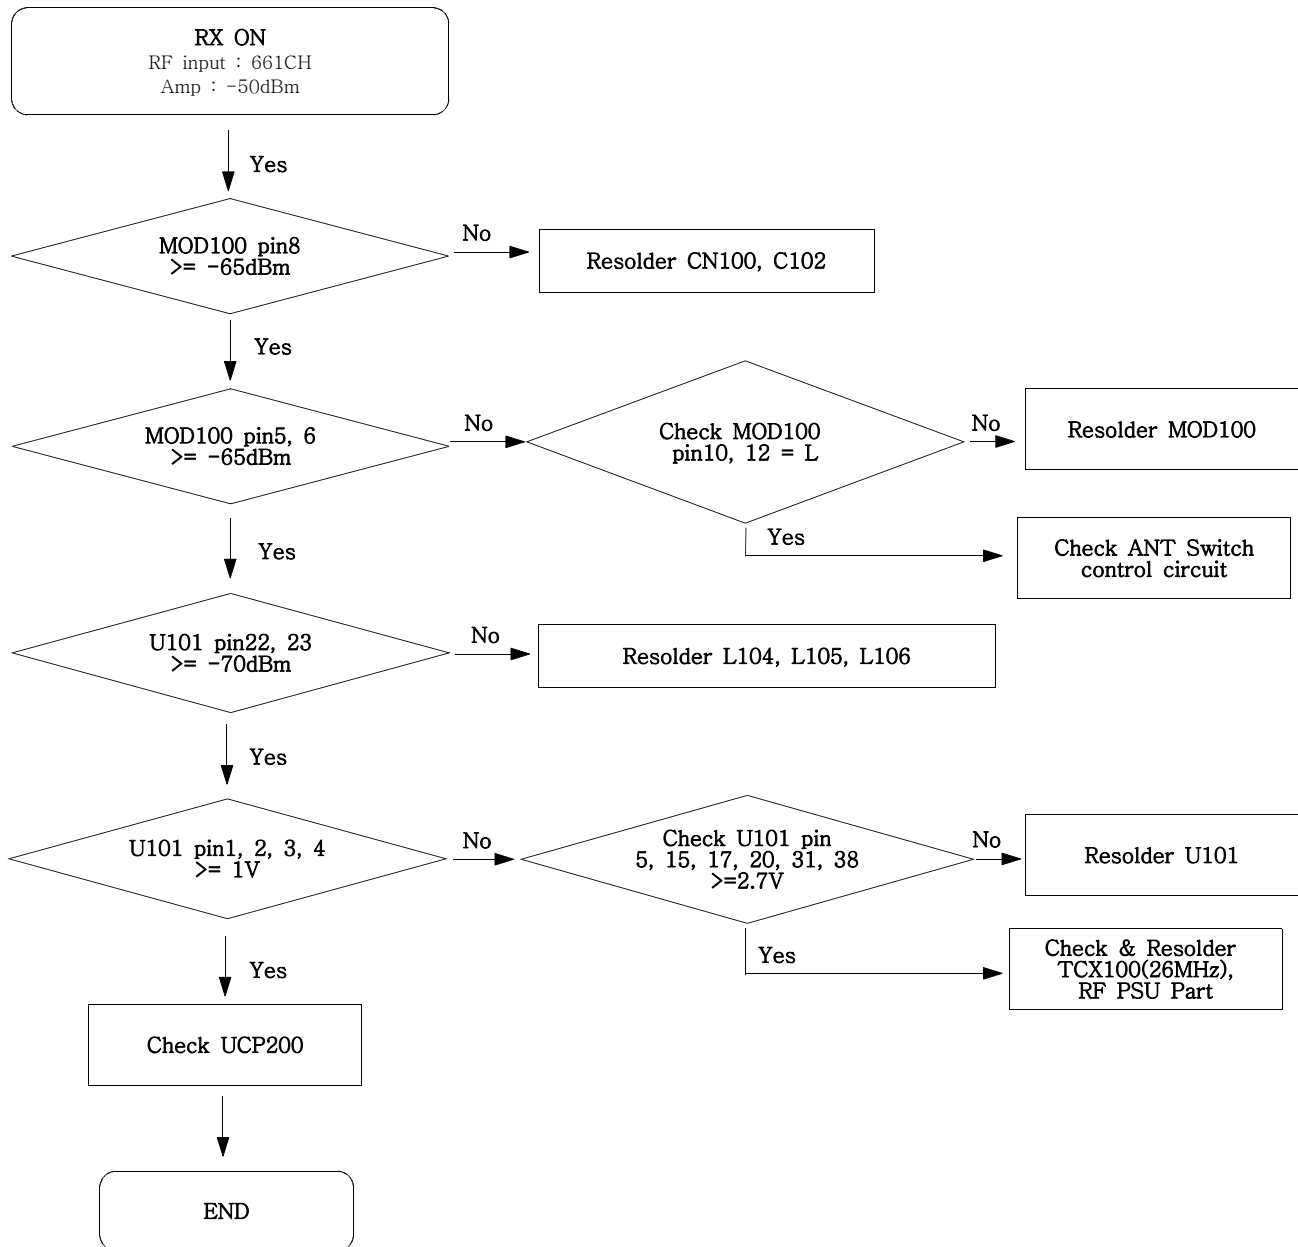 RX ON
RF input : 661CH
Amp : -50dBm
Yes
MOD100 pin8
>= -65dBm
No
Resolder CN100, C102
Yes
MOD100 pin5, 6
>= -65dBm
No
Check MOD100
pin10, 12 = L
No
Resolder MOD100
Yes
Check ANT Switch
control circuit
Yes
U101 pin22, 23
>= -70dBm
No
Resolder L104, L105, L106
Yes
U101 pin1, 2, 3, 4
>= 1V
No
Check U101 pin
5, 15, 17, 20, 31, 38
>=2.7V
No
Resolder U101
Yes
Check & Resolder
TCX100(26MHz),
RF PSU Part
Yes
Check UCP200
END